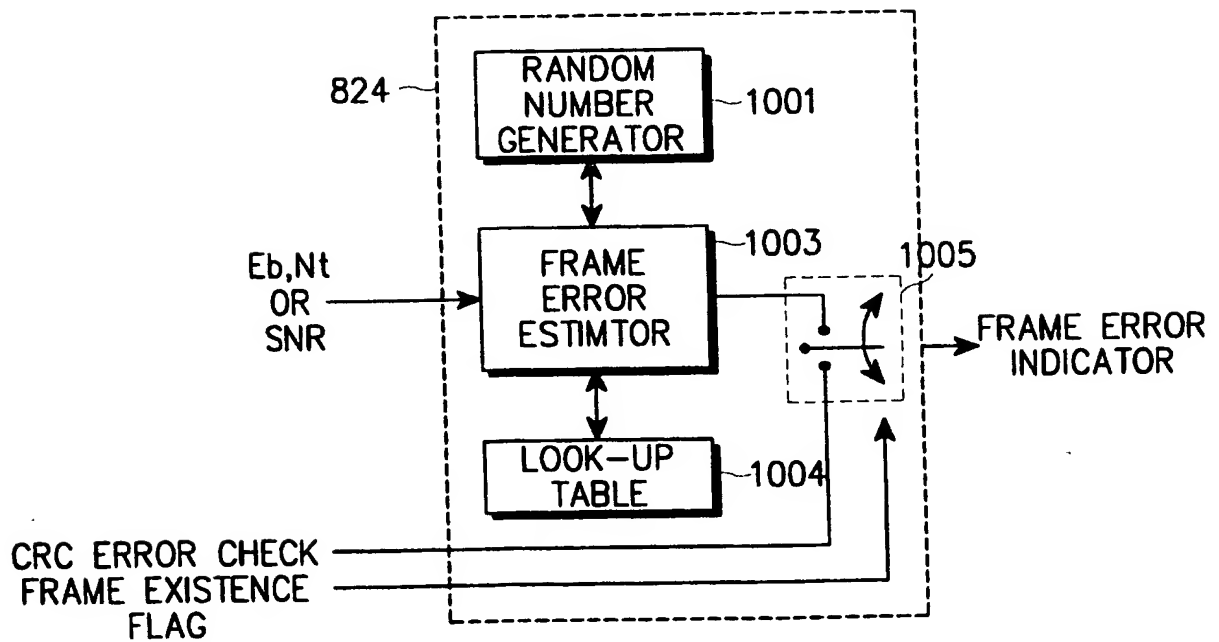 824
RANDOM
NUMBER
GENERATOR
1001
Eb,Nt
OR
SNR
FRAME
ERROR
ESTIMTOR
1003
1005
FRAME ERROR
INDICATOR
LOOK-UP
TABLE
1004
CRC ERROR CHECK
FRAME EXISTENCE
FLAG